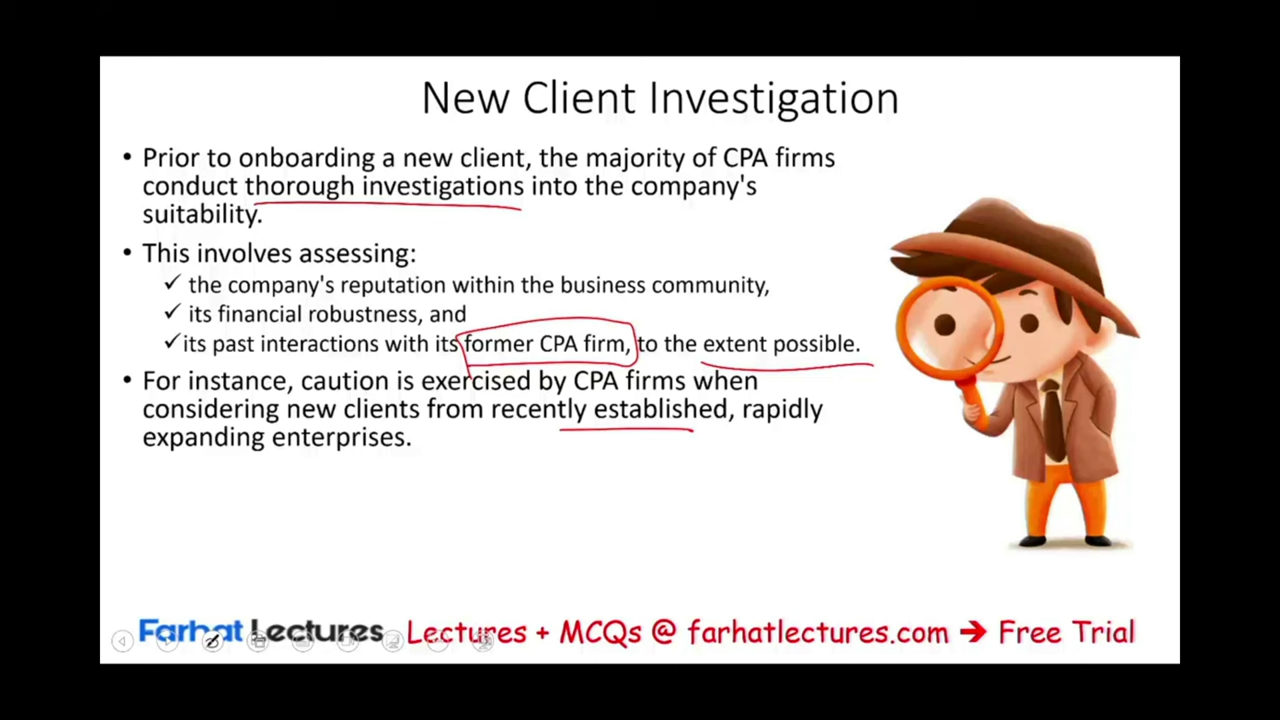 New Client Investigation
• Prior to onboarding a new client, the majority of CPA firms
conduct thorough investigations into the company's
suitability.
• This involves assessing:
✓ the company's reputation within the business community,
✓ its financial robustness, and
✓ its past interactions with its former CPA firm, to the extent possible.
• For instance, caution is exercised by CPA firms when
considering new clients from recently established, rapidly
expanding enterprises.
Farhat Lectures Lectures + MCQs @ farhatlectures.com → Free Trial